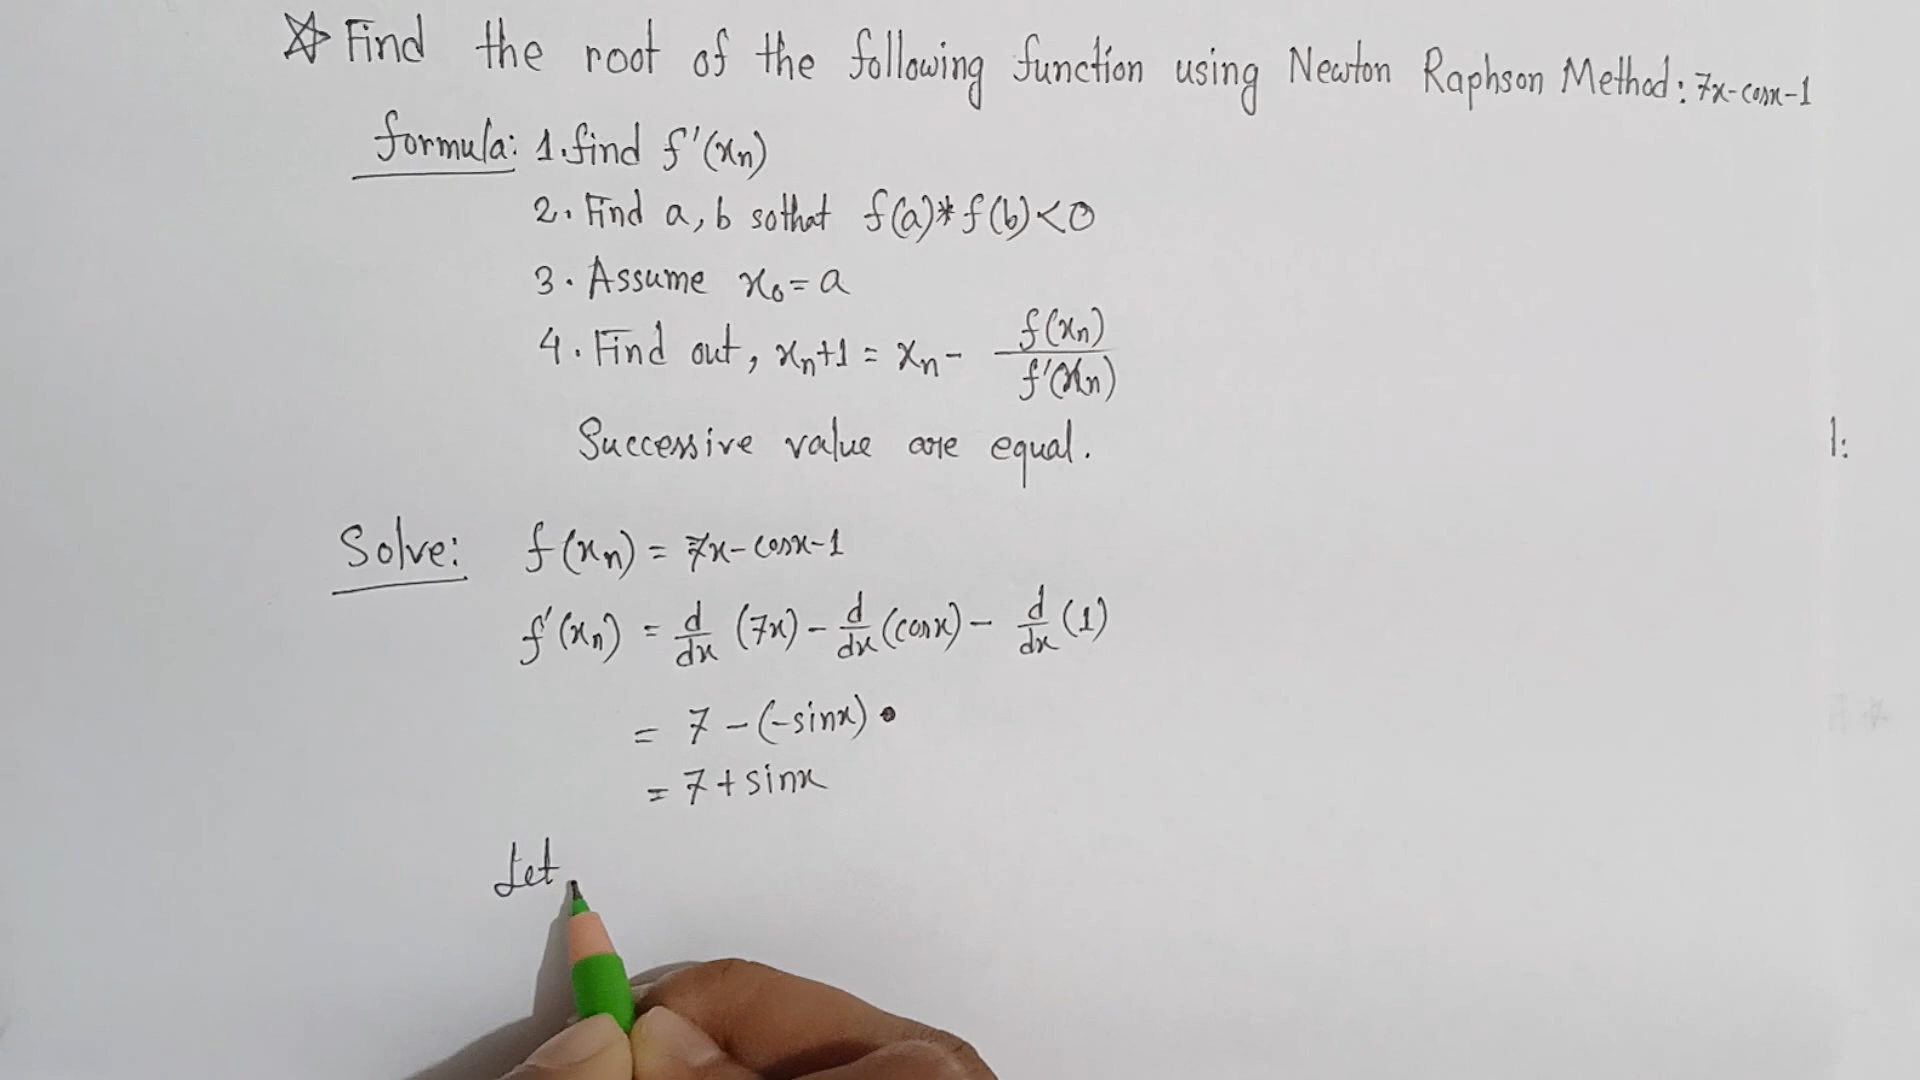 ☆ Find the root of the following function using Newton Raphson Method: 7x-cosx-1
formula: 1. find f'(xₙ)
2. Find a, b sothat f(a)*f(b)<0
3. Assume x₀ = a
4. Find out, xₙ+1 = xₙ - f(xₙ)/f'(xₙ)
Successive value are equal.
1:
Solve: f(xₙ) = 7x-cosx-1
f'(xₙ) = d/dx (7x) - d/dx (cosx) - d/dx (1)
= 7 - (-sinx)
= 7 + sinx
Let